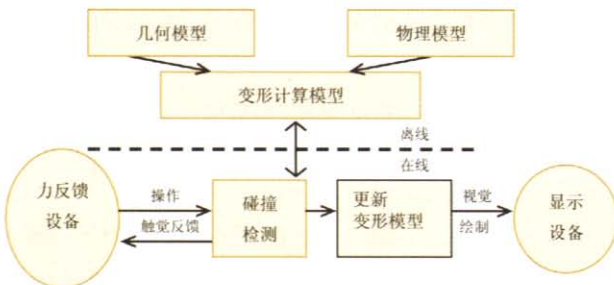 几何模型
物理模型
变形计算模型
离线
在线
力反馈
设备
操作
触觉反馈
碰撞
检测
更新
变形模型
视觉
绘制
显示
设备